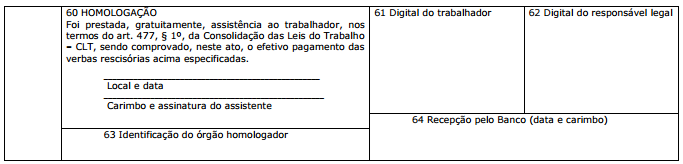 60 HOMOLOGAÇÃO
Foi prestada, gratuitamente, assistência ao trabalhador, nos
termos do art. 477, § 1º, da Consolidação das Leis do Trabalho
– CLT, sendo comprovado, neste ato, o efetivo pagamento das
verbas rescisórias acima especificadas.
Local e data
Carimbo e assinatura do assistente
63 Identificação do órgão homologador
61 Digital do trabalhador
62 Digital do responsável legal
64 Recepção pelo Banco (data e carimbo)